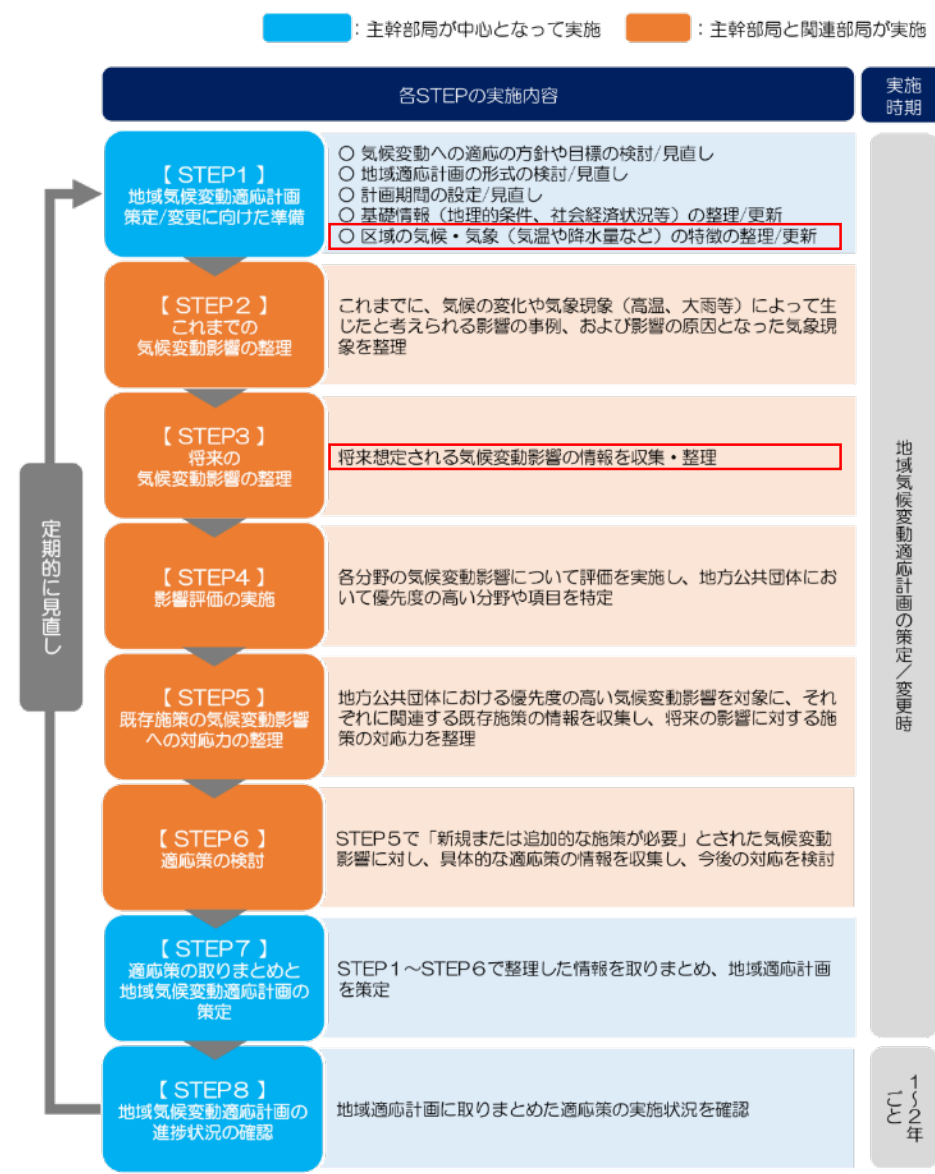 ：主幹部局が中心となって実施
：主幹部局と関連部局が実施
各STEPの実施内容
実施
時期
【 STEP1 】
地域気候変動適応計画
策定/変更に向けた準備
〇 気候変動への適応の方針や目標の検討/見直し
〇 地域適応計画の形式の検討/見直し
〇 計画期間の設定/見直し
〇 基礎情報（地理的条件、社会経済状況等）の整理/更新
〇 区域の気候・気象（気温や降水量など）の特徴の整理/更新
【 STEP2 】
これまでの
気候変動影響の整理
これまでに、気候の変化や気象現象（高温、大雨等）によって生
じたと考えられる影響の事例、および影響の原因となった気象現
象を整理
【 STEP3 】
将来の
気候変動影響の整理
将来想定される気候変動影響の情報を収集・整理
【 STEP4 】
影響評価の実施
各分野の気候変動影響について評価を実施し、地方公共団体にお
いて優先度の高い分野や項目を特定
【 STEP5 】
既存施策の気候変動影響
への対応力の整理
地方公共団体における優先度の高い気候変動影響を対象に、それ
ぞれに関連する既存施策の情報を収集し、将来の影響に対する施
策の対応力を整理
【 STEP6 】
適応策の検討
STEP5で「新規または追加的な施策が必要」とされた気候変動
影響に対し、具体的な適応策の情報を収集し、今後の対応を検討
【 STEP7 】
適応策の取りまとめと
地域気候変動適応計画の
策定
STEP1～STEP6で整理した情報を取りまとめ、地域適応計画
を策定
【 STEP8 】
地域気候変動適応計画の
進捗状況の確認
地域適応計画に取りまとめた適応策の実施状況を確認
定期的に見直し
地域気候変動適応計画の策定／変更時
1～2年
ごと